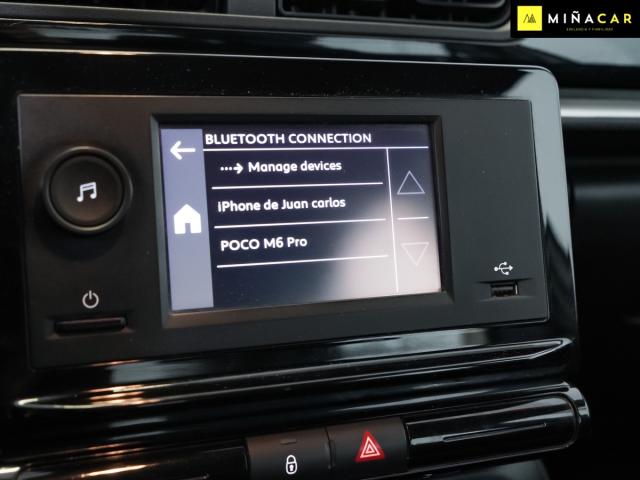 MIÑACAR
BLUETOOTH CONNECTION
Manage devices
iPhone de Juan carlos
POCO M6 Pro